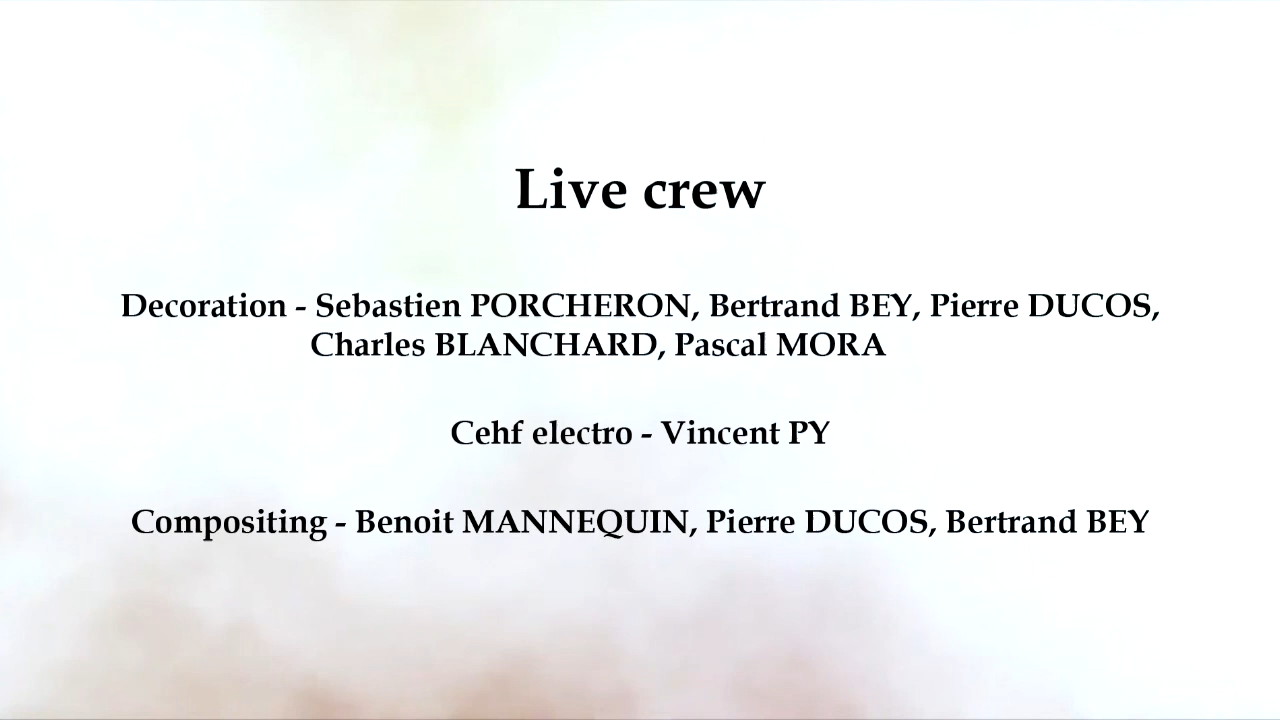 Live crew
Decoration - Sebastien PORCHERON, Bertrand BEY, Pierre DUCOS,
Charles BLANCHARD, Pascal MORA
Cehf electro - Vincent PY
Compositing - Benoit MANNEQUIN, Pierre DUCOS, Bertrand BEY